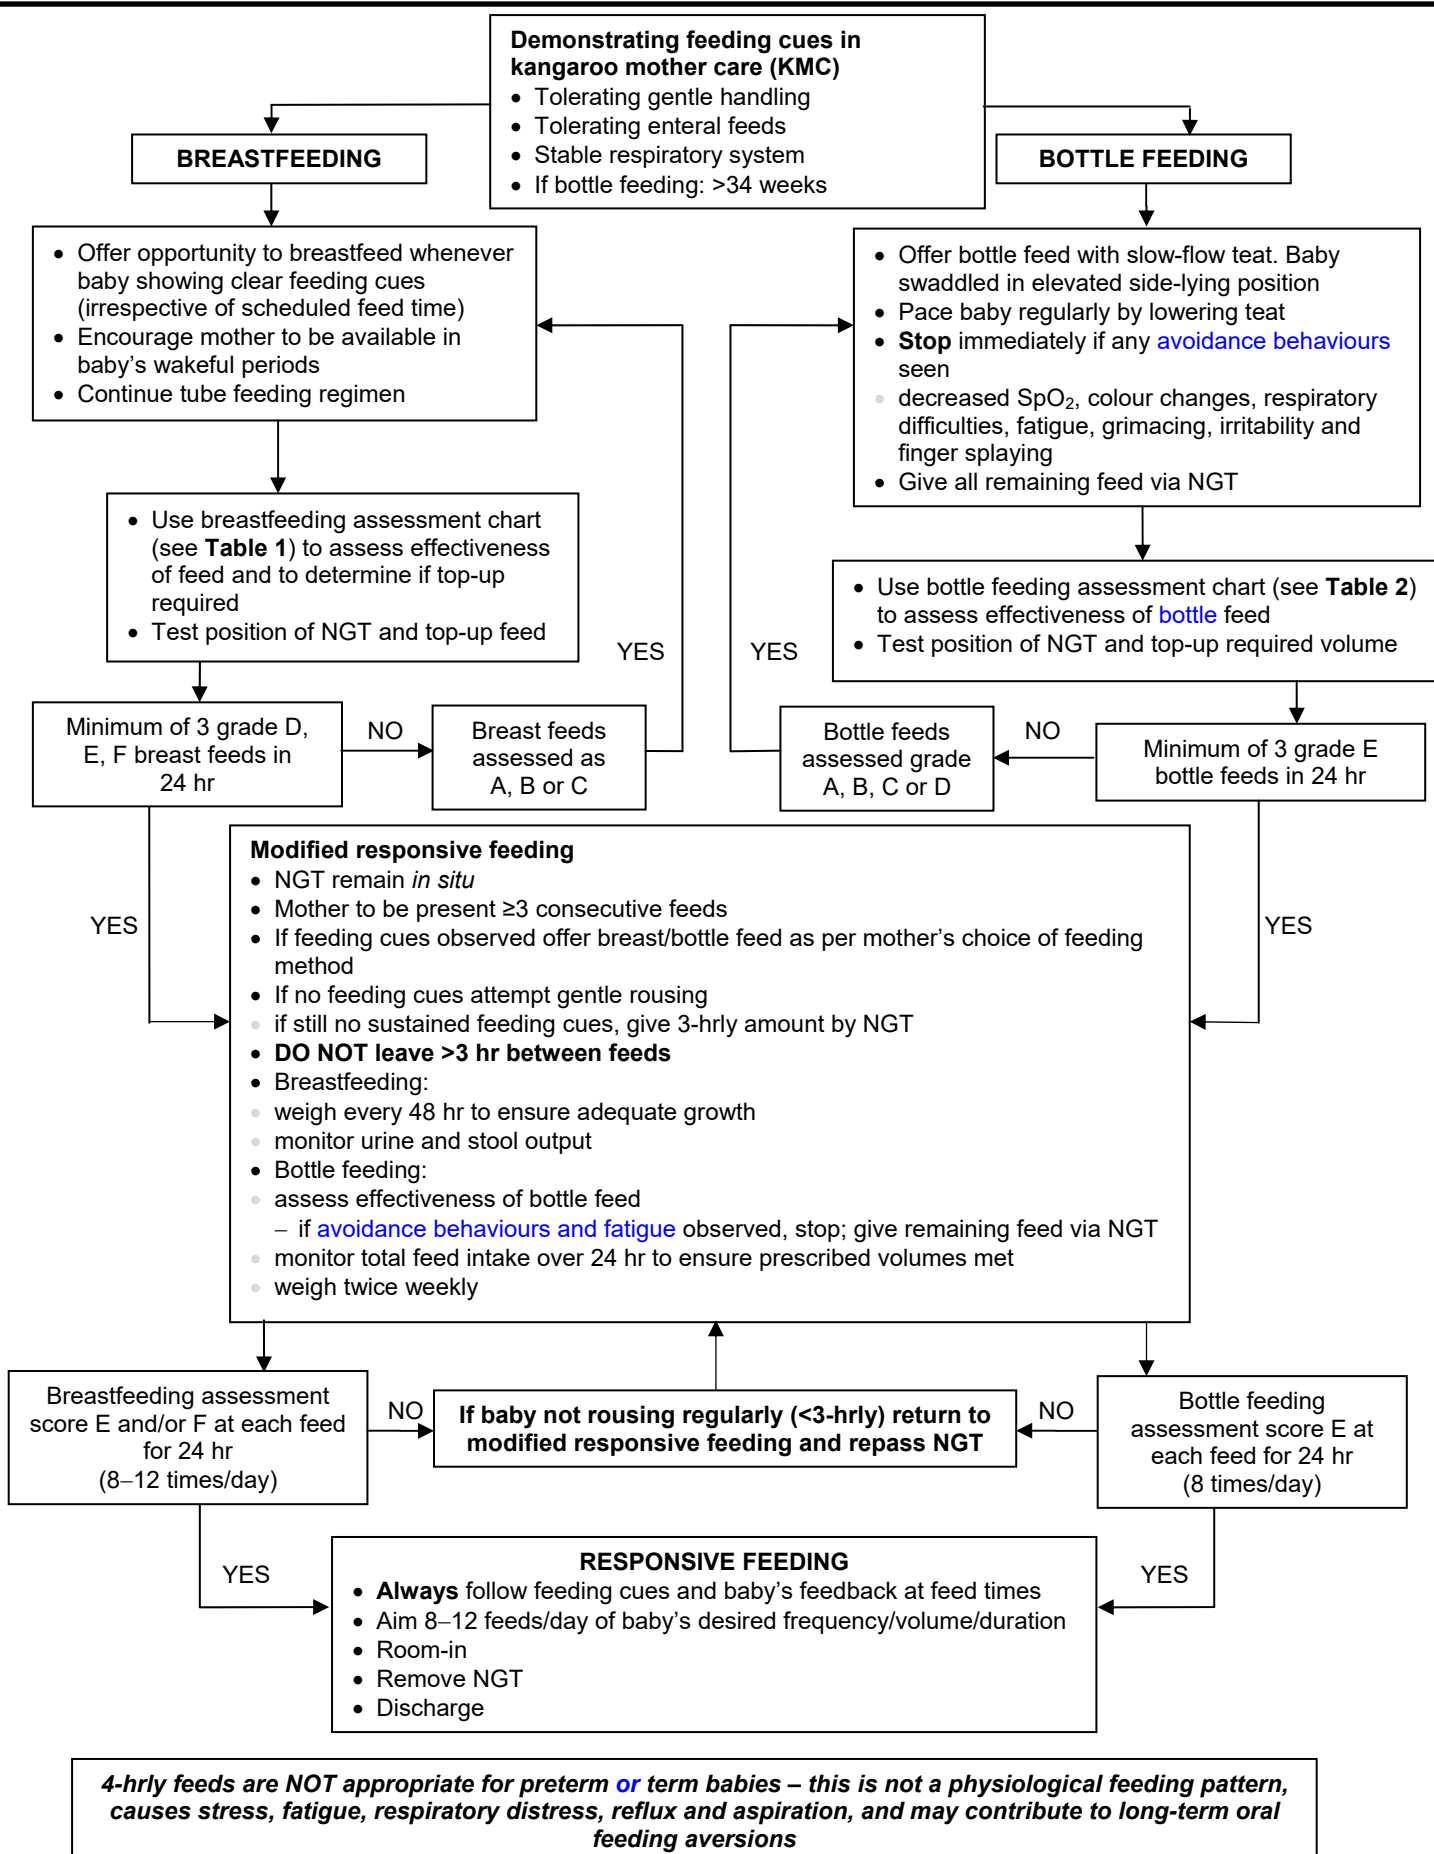 Demonstrating feeding cues in
kangaroo mother care (KMC)
• Tolerating gentle handling
• Tolerating enteral feeds
• Stable respiratory system
• If bottle feeding: >34 weeks
BREASTFEEDING
BOTTLE FEEDING
• Offer opportunity to breastfeed whenever
baby showing clear feeding cues
(irrespective of scheduled feed time)
• Encourage mother to be available in
baby's wakeful periods
• Continue tube feeding regimen
• Offer bottle feed with slow-flow teat. Baby
swaddled in elevated side-lying position
• Pace baby regularly by lowering teat
• Stop immediately if any avoidance behaviours
seen
• decreased SpO₂, colour changes, respiratory
difficulties, fatigue, grimacing, irritability and
finger splaying
• Give all remaining feed via NGT
• Use breastfeeding assessment chart
(see Table 1) to assess effectiveness
of feed and to determine if top-up
required
• Test position of NGT and top-up feed
YES
YES
• Use bottle feeding assessment chart (see Table 2)
to assess effectiveness of bottle feed
• Test position of NGT and top-up required volume
Minimum of 3 grade D,
E, F breast feeds in
24 hr
NO
Breast feeds
assessed as
A, B or C
Bottle feeds
assessed grade
A, B, C or D
NO
Minimum of 3 grade E
bottle feeds in 24 hr
YES
YES
Modified responsive feeding
• NGT remain in situ
• Mother to be present ≥3 consecutive feeds
• If feeding cues observed offer breast/bottle feed as per mother's choice of feeding
method
• If no feeding cues attempt gentle rousing
• if still no sustained feeding cues, give 3-hrly amount by NGT
• DO NOT leave >3 hr between feeds
• Breastfeeding:
• weigh every 48 hr to ensure adequate growth
• monitor urine and stool output
• Bottle feeding:
• assess effectiveness of bottle feed
– if avoidance behaviours and fatigue observed, stop; give remaining feed via NGT
• monitor total feed intake over 24 hr to ensure prescribed volumes met
• weigh twice weekly
Breastfeeding assessment
score E and/or F at each feed
for 24 hr
(8–12 times/day)
NO
If baby not rousing regularly (<3-hrly) return to
modified responsive feeding and repass NGT
NO
Bottle feeding
assessment score E at
each feed for 24 hr
(8 times/day)
YES
YES
RESPONSIVE FEEDING
• Always follow feeding cues and baby's feedback at feed times
• Aim 8–12 feeds/day of baby's desired frequency/volume/duration
• Room-in
• Remove NGT
• Discharge
4-hrly feeds are NOT appropriate for preterm or term babies – this is not a physiological feeding pattern,
causes stress, fatigue, respiratory distress, reflux and aspiration, and may contribute to long-term oral
feeding aversions